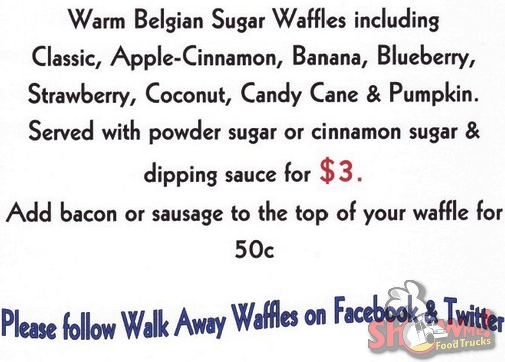 Warm Belgian Sugar Waffles including
Classic, Apple-Cinnamon, Banana, Blueberry,
Strawberry, Coconut, Candy Cane & Pumpkin.
Served with powder sugar or cinnamon sugar &
dipping sauce for $3.
Add bacon or sausage to the top of your waffle for
50c
Please follow Walk Away Waffles on Facebook & Twitter
Food Trucks